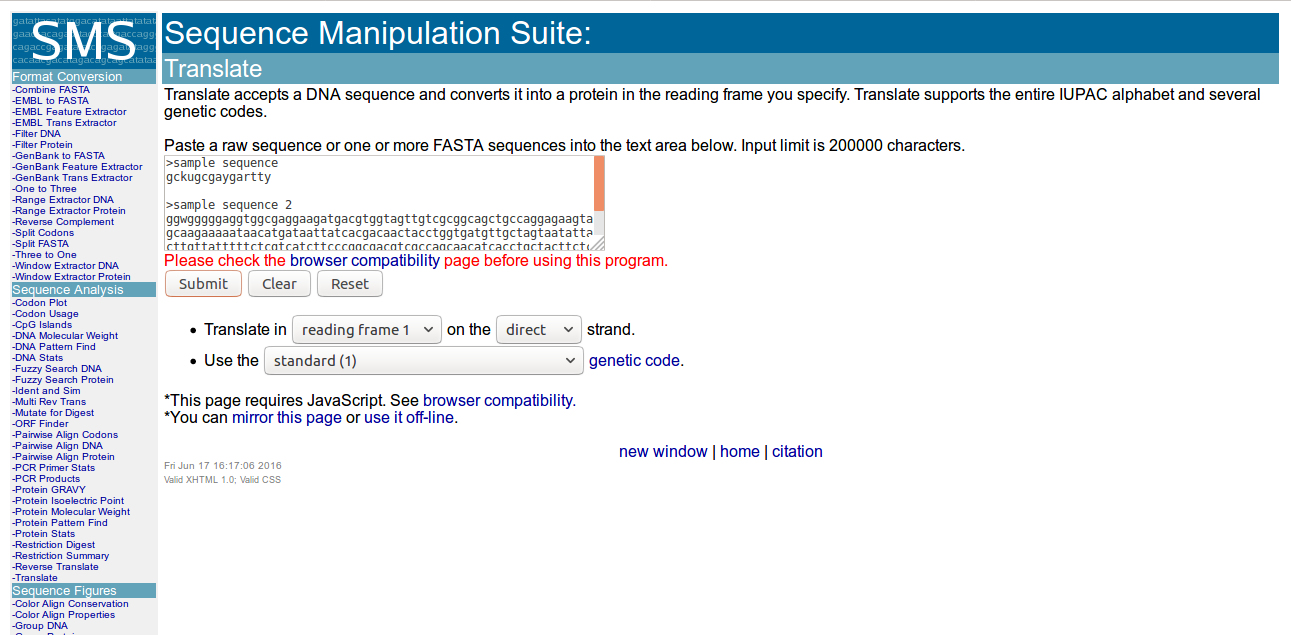 SMS
Format Conversion
-Combine FASTA
-EMBL to FASTA
-EMBL Feature Extractor
-EMBL Trans Extractor
-Filter DNA
-Filter Protein
-GenBank to FASTA
-GenBank Feature Extractor
-GenBank Trans Extractor
-One to Three
-Range Extractor DNA
-Range Extractor Protein
-Reverse Complement
-Split Codons
-Split FASTA
-Three to One
-Window Extractor DNA
-Window Extractor Protein
Sequence Analysis
-Codon Plot
-Codon Usage
-CpG Islands
-DNA Molecular Weight
-DNA Pattern Find
-DNA Stats
-Fuzzy Search DNA
-Fuzzy Search Protein
-Ident and Sim
-Multi Rev Trans
-Mutate for Digest
-ORF Finder
-Pairwise Align Codons
-Pairwise Align DNA
-Pairwise Align Protein
-PCR Primer Stats
-PCR Products
-Protein GRAVY
-Protein Isoelectric Point
-Protein Molecular Weight
-Protein Pattern Find
-Protein Stats
-Restriction Digest
-Restriction Summary
-Reverse Translate
-Translate
Sequence Figures
-Color Align Conservation
-Color Align Properties
-Group DNA
Sequence Manipulation Suite:
Translate
Translate accepts a DNA sequence and converts it into a protein in the reading frame you specify. Translate supports the entire IUPAC alphabet and several
genetic codes.
Paste a raw sequence or one or more FASTA sequences into the text area below. Input limit is 200000 characters.
>sample sequence
gckugcgaygartty
>sample sequence 2
ggwgggggaggtggcgaggaagatgacgtggtagttgtcgcggcagctgccaggagaagta
gcaagaaaaataacatgataattatcacgacaactacctggtgatgttgctagtaatatta
cttgttatttttctcgtcatcttcccggcgacgtcgccagcaacatcacctgctacttctc
Please check the browser compatibility page before using this program.
Submit Clear Reset
• Translate in reading frame 1 on the direct strand.
• Use the standard (1) genetic code.
*This page requires JavaScript. See browser compatibility.
*You can mirror this page or use it off-line.
new window | home | citation
Fri Jun 17 16:17:06 2016
Valid XHTML 1.0; Valid CSS